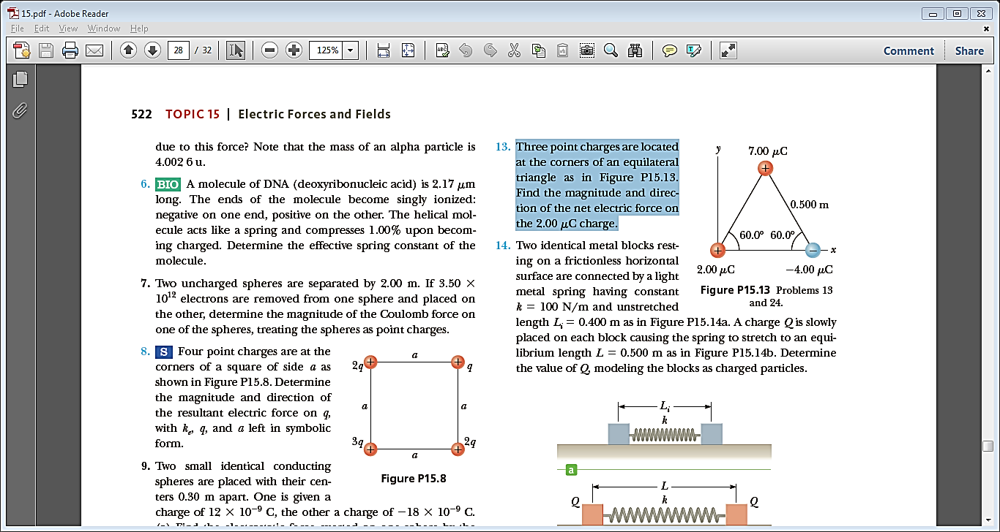 15.pdf - Adobe Reader
File Edit View Window Help
28 / 32
125%
Comment
Share
522 TOPIC 15 | Electric Forces and Fields
due to this force? Note that the mass of an alpha particle is
4.002 6 u.
6. BIO A molecule of DNA (deoxyribonucleic acid) is 2.17 μm
long. The ends of the molecule become singly ionized:
negative on one end, positive on the other. The helical mol-
ecule acts like a spring and compresses 1.00% upon becom-
ing charged. Determine the effective spring constant of the
molecule.
7. Two uncharged spheres are separated by 2.00 m. If 3.50 ×
10¹² electrons are removed from one sphere and placed on
the other, determine the magnitude of the Coulomb force on
one of the spheres, treating the spheres as point charges.
8. S Four point charges are at the
corners of a square of side a as
shown in Figure P15.8. Determine
the magnitude and direction of
the resultant electric force on q,
with kₑ, q, and a left in symbolic
form.
a
2q + + q
a a
3q + + 2q
a
Figure P15.8
9. Two small identical conducting
spheres are placed with their cen-
ters 0.30 m apart. One is given a
charge of 12 × 10⁻⁹ C, the other a charge of −18 × 10⁻⁹ C.
13. Three point charges are located
at the corners of an equilateral
triangle as in Figure P15.13.
Find the magnitude and direc-
tion of the net electric force on
the 2.00 μC charge.
y
7.00 μC
+
0.500 m
60.0° 60.0°
+ − x
2.00 μC −4.00 μC
Figure P15.13 Problems 13
and 24.
14. Two identical metal blocks rest-
ing on a frictionless horizontal
surface are connected by a light
metal spring having constant
k = 100 N/m and unstretched
length Lᵢ = 0.400 m as in Figure P15.14a. A charge Q is slowly
placed on each block causing the spring to stretch to an equi-
librium length L = 0.500 m as in Figure P15.14b. Determine
the value of Q, modeling the blocks as charged particles.
Lᵢ
k
a
L
Q k Q